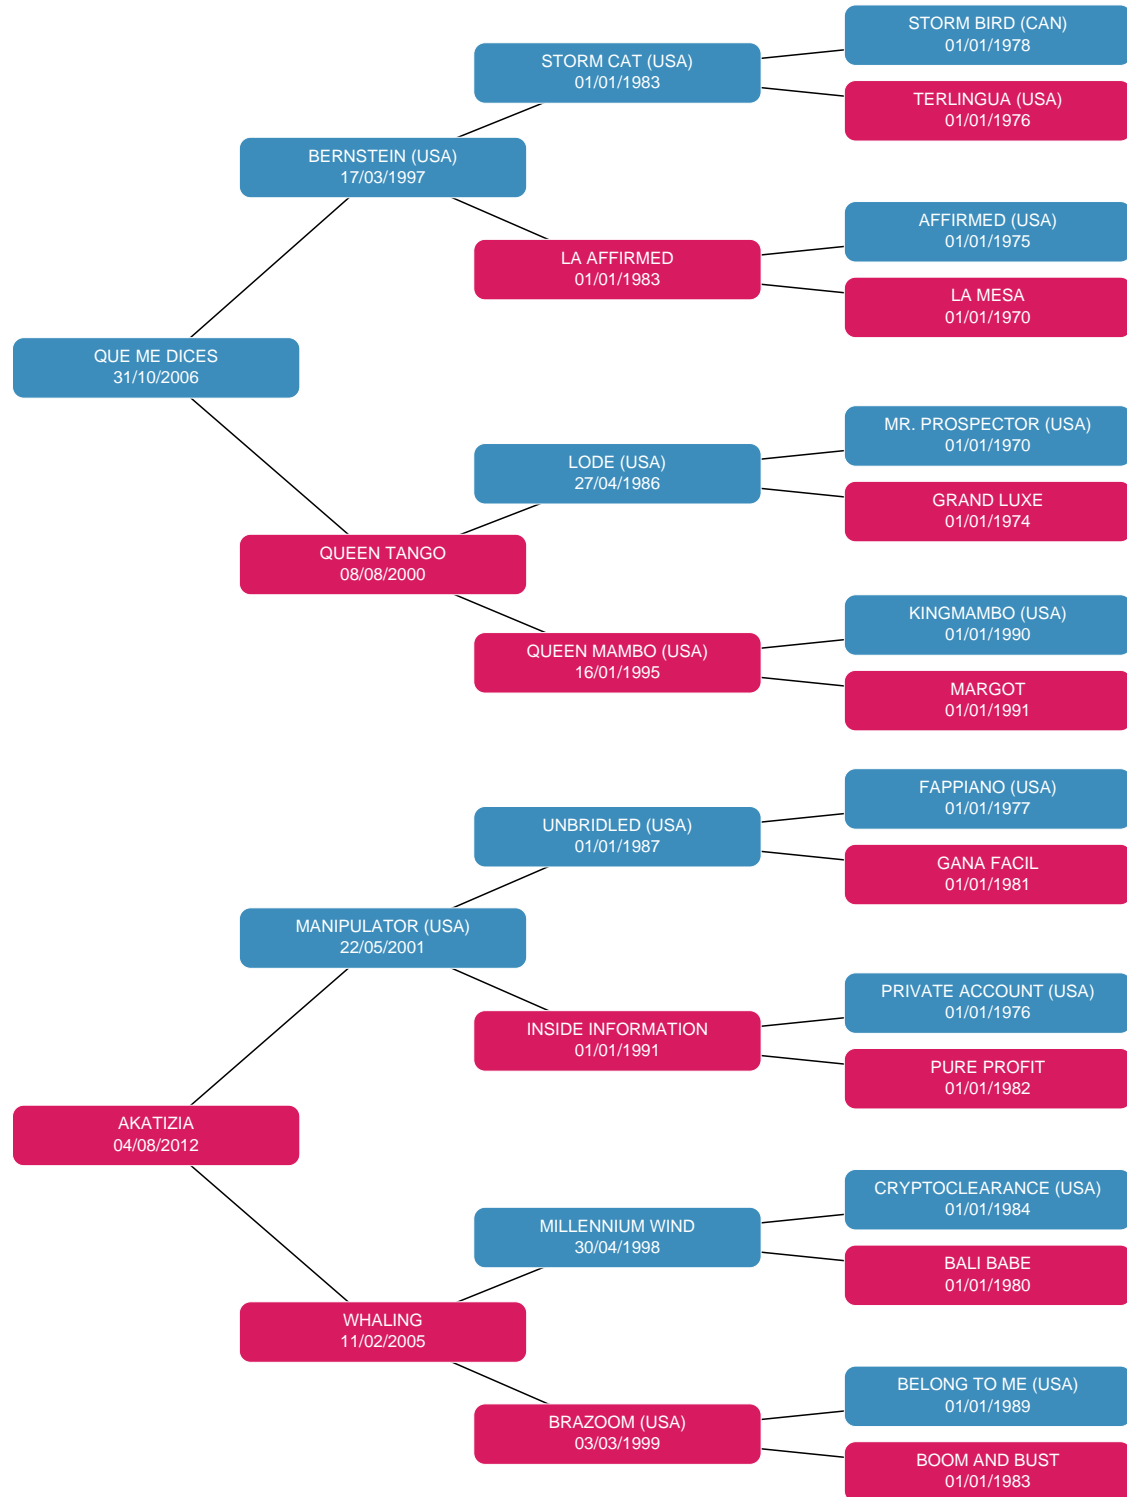 STORM BIRD (CAN)
01/01/1978
STORM CAT (USA)
01/01/1983
TERLINGUA (USA)
01/01/1976
BERNSTEIN (USA)
17/03/1997
AFFIRMED (USA)
01/01/1975
LA AFFIRMED
01/01/1983
LA MESA
01/01/1970
QUE ME DICES
31/10/2006
MR. PROSPECTOR (USA)
01/01/1970
LODE (USA)
27/04/1986
GRAND LUXE
01/01/1974
QUEEN TANGO
08/08/2000
KINGMAMBO (USA)
01/01/1990
QUEEN MAMBO (USA)
16/01/1995
MARGOT
01/01/1991
FAPPIANO (USA)
01/01/1977
UNBRIDLED (USA)
01/01/1987
GANA FACIL
01/01/1981
MANIPULATOR (USA)
22/05/2001
PRIVATE ACCOUNT (USA)
01/01/1976
INSIDE INFORMATION
01/01/1991
PURE PROFIT
01/01/1982
AKATIZIA
04/08/2012
CRYPTOCLEARANCE (USA)
01/01/1984
MILLENNIUM WIND
30/04/1998
BALI BABE
01/01/1980
WHALING
11/02/2005
BELONG TO ME (USA)
01/01/1989
BRAZOOM (USA)
03/03/1999
BOOM AND BUST
01/01/1983